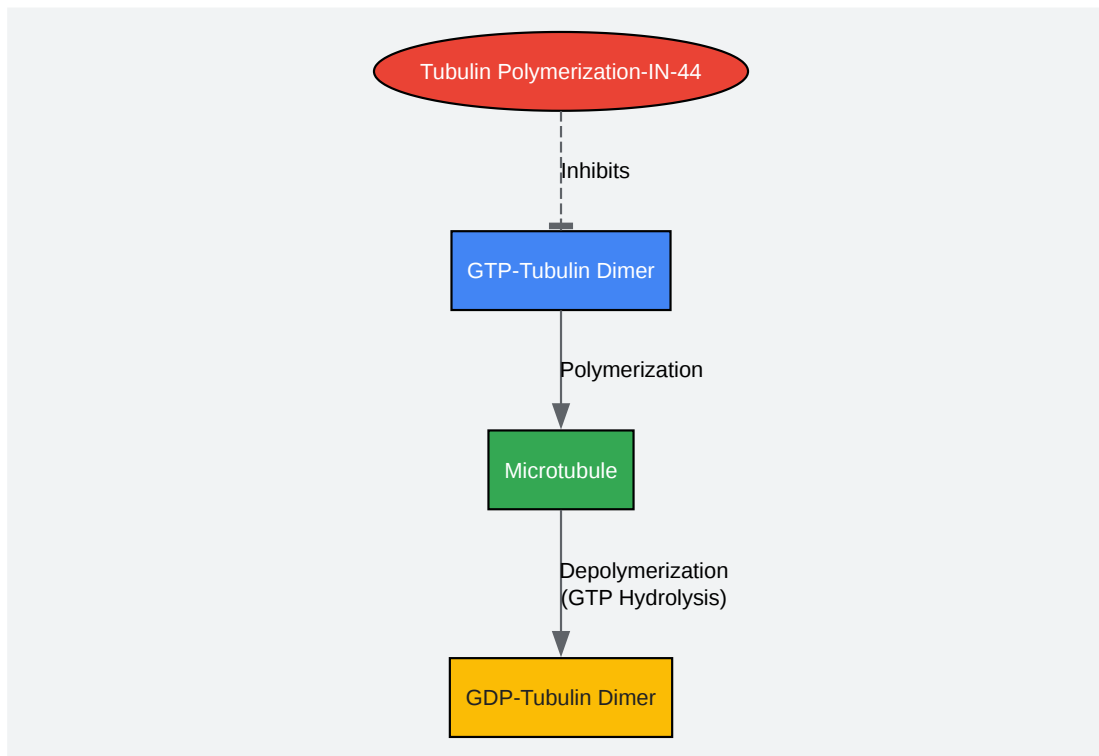 Tubulin Polymerization-IN-44
Inhibits
GTP-Tubulin Dimer
Polymerization
Microtubule
Depolymerization
(GTP Hydrolysis)
GDP-Tubulin Dimer